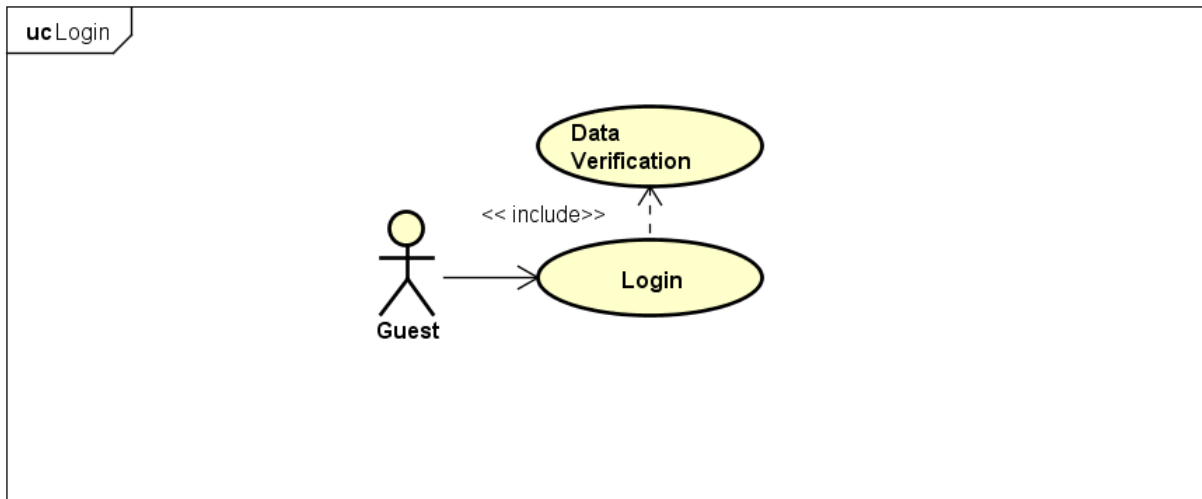 uc Login
Data
Verification
<< include>>
Login
Guest